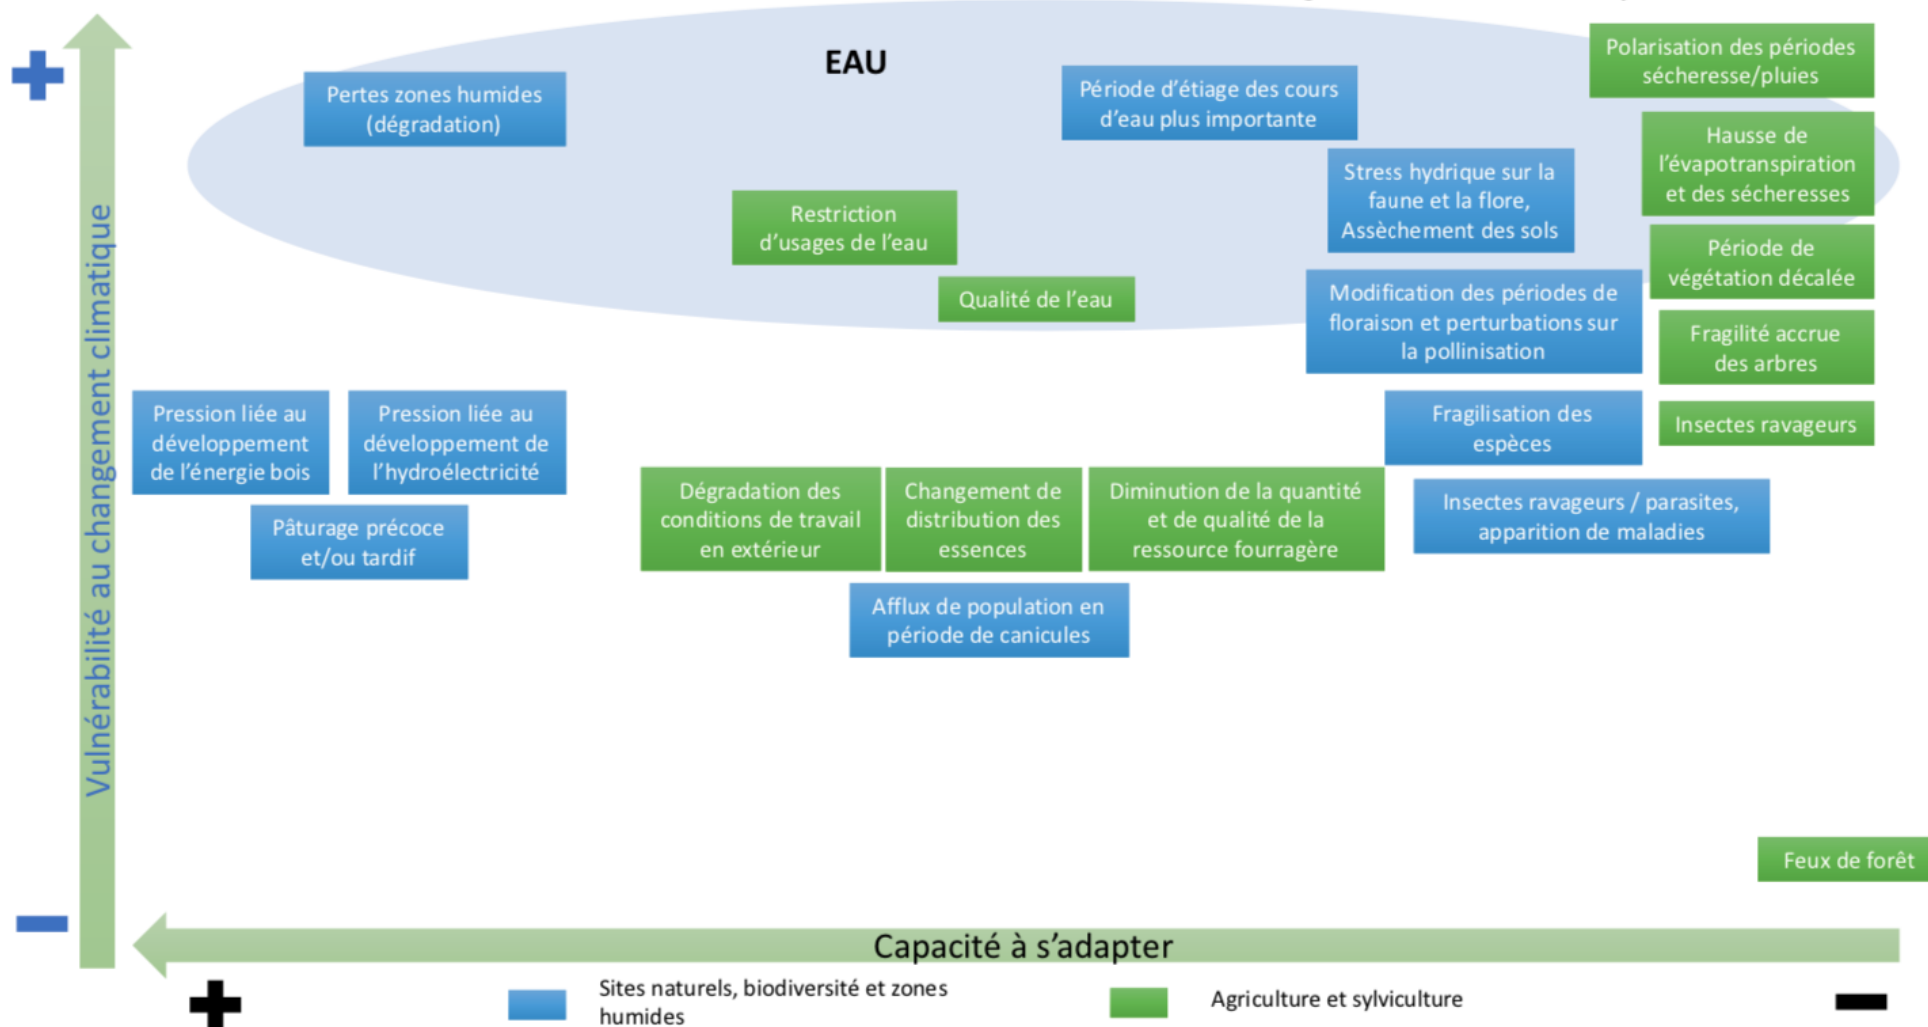 EAU
Polarisation des périodes
sécheresse/pluies
Pertes zones humides
(dégradation)
Période d'étiage des cours
d'eau plus importante
Hausse de
l'évapotranspiration
et des sécheresses
Stress hydrique sur la
faune et la flore,
Assèchement des sols
Restriction
d'usages de l'eau
Période de
végétation décalée
Qualité de l'eau
Modification des périodes de
floraison et perturbations sur
la pollinisation
Fragilité accrue
des arbres
Vulnérabilité au changement climatique
Pression liée au
développement
de l'énergie bois
Pression liée au
développement de
l'hydroélectricité
Fragilisation des
espèces
Insectes ravageurs
Dégradation des
conditions de travail
en extérieur
Changement de
distribution des
essences
Diminution de la quantité
et de qualité de la
ressource fourragère
Insectes ravageurs / parasites,
apparition de maladies
Pâturage précoce
et/ou tardif
Afflux de population en
période de canicules
Feux de forêt
Capacité à s'adapter
Sites naturels, biodiversité et zones
humides
Agriculture et sylviculture